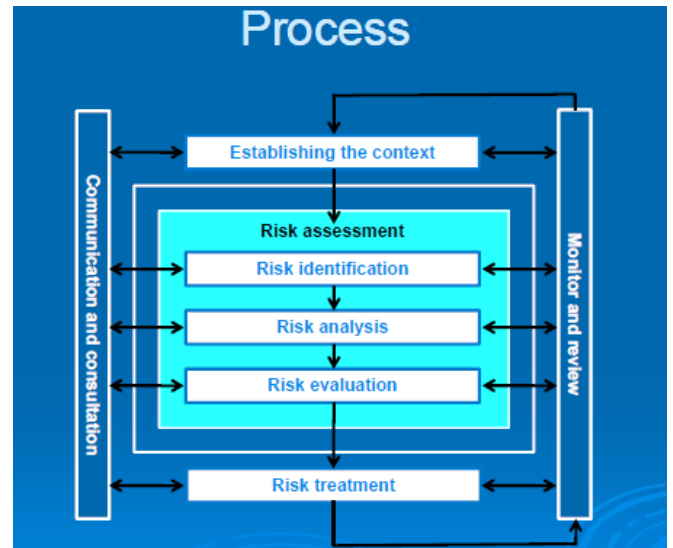 Process
Establishing the context
Communication and consultation
Monitor and review
Risk assessment
Risk identification
Risk analysis
Risk evaluation
Risk treatment